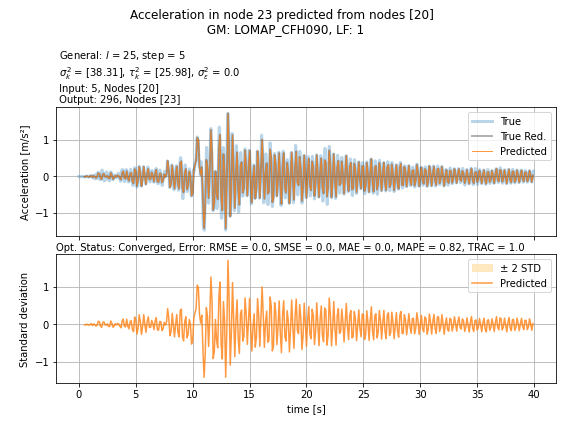 Acceleration in node 23 predicted from nodes [20]
GM: LOMAP_CFH090, LF: 1
General: l = 25, step = 5
σ²ₖ = [38.31], τ²ₖ = [25.98], σ²ε = 0.0
Input: 5, Nodes [20]
Output: 296, Nodes [23]
True
True Red.
Predicted
Acceleration [m/s²]
1
0
−1
Opt. Status: Converged, Error: RMSE = 0.0, SMSE = 0.0, MAE = 0.0, MAPE = 0.82, TRAC = 1.0
± 2 STD
Predicted
Standard deviation
1
0
−1
0 5 10 15 20 25 30 35 40
time [s]